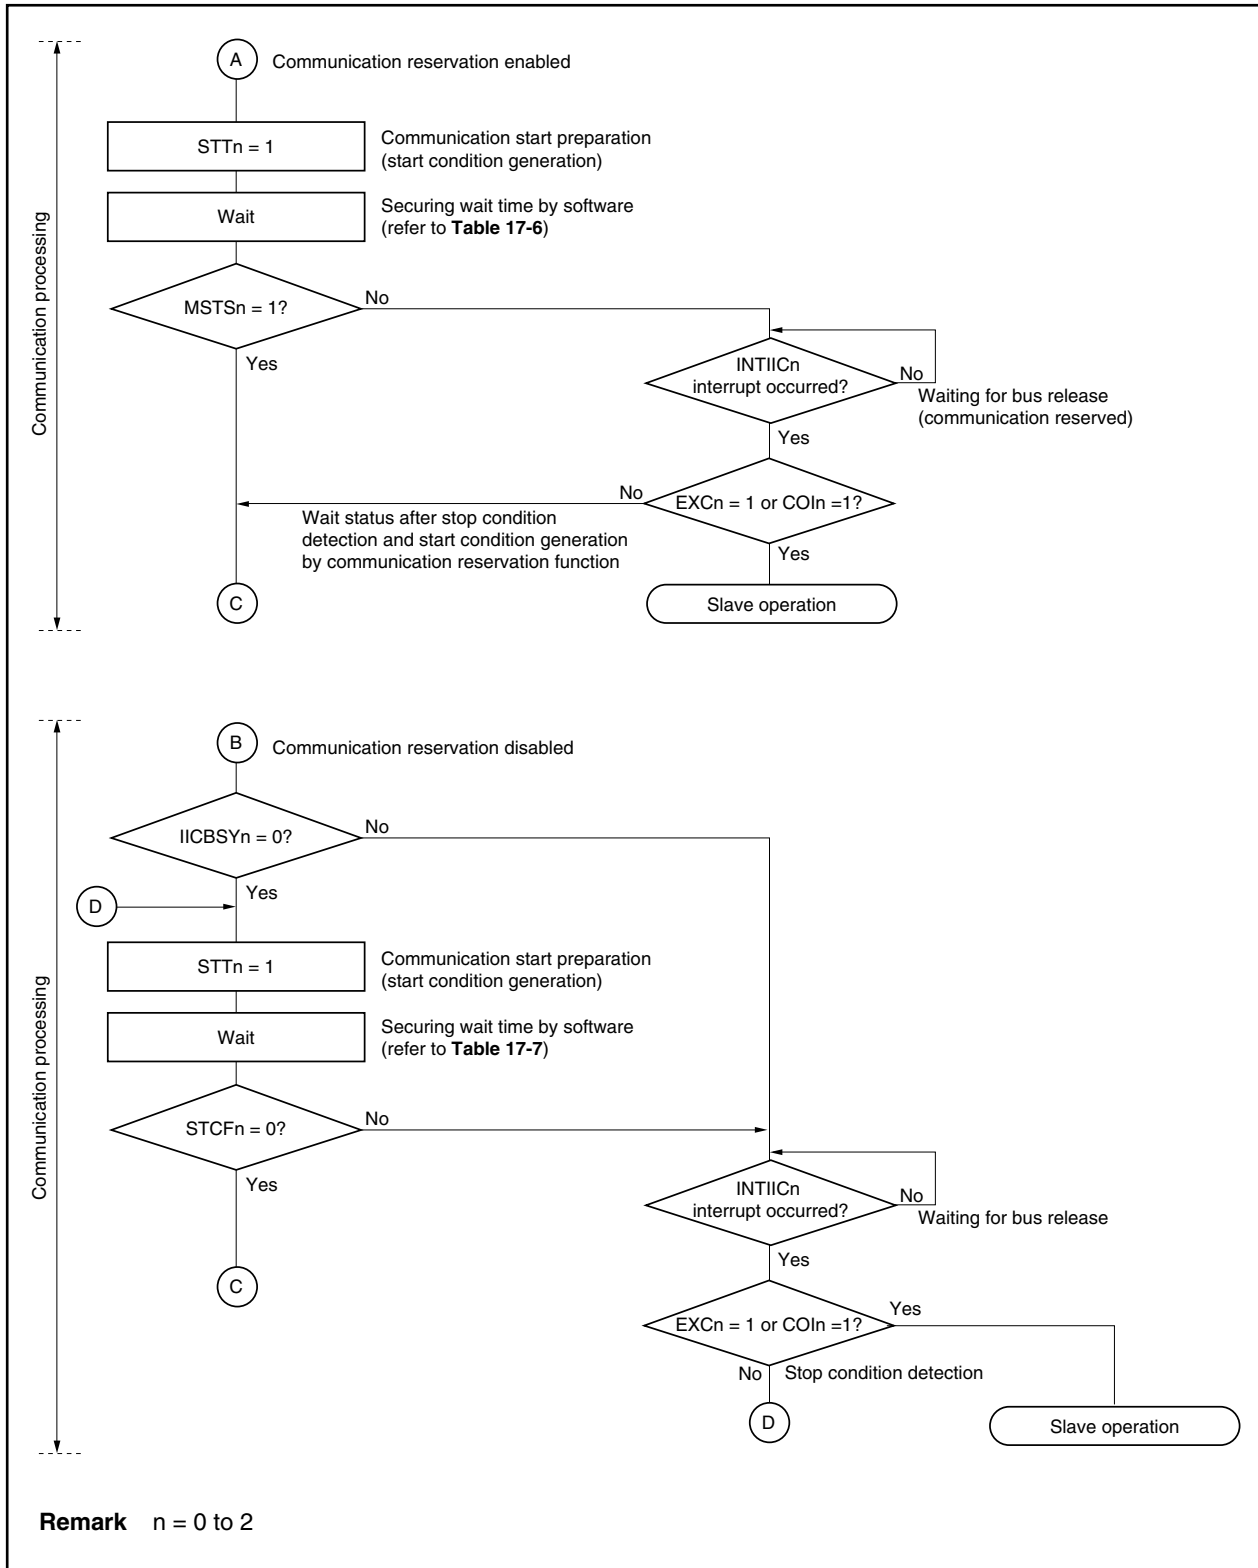 Communication processing
A
Communication reservation enabled
STTn = 1
Communication start preparation
(start condition generation)
Wait
Securing wait time by software
(refer to Table 17-6)
MSTSn = 1?
No
Yes
INTIICn
interrupt occurred?
No
Waiting for bus release
(communication reserved)
Yes
EXCn = 1 or COIn =1?
No
Wait status after stop condition
detection and start condition generation
by communication reservation function
Yes
C
Slave operation
Communication processing
B
Communication reservation disabled
IICBSYn = 0?
No
Yes
D
STTn = 1
Communication start preparation
(start condition generation)
Wait
Securing wait time by software
(refer to Table 17-7)
STCFn = 0?
No
Yes
INTIICn
interrupt occurred?
No
Waiting for bus release
Yes
C
EXCn = 1 or COIn =1?
Yes
No
Stop condition detection
D
Slave operation
Remark n = 0 to 2